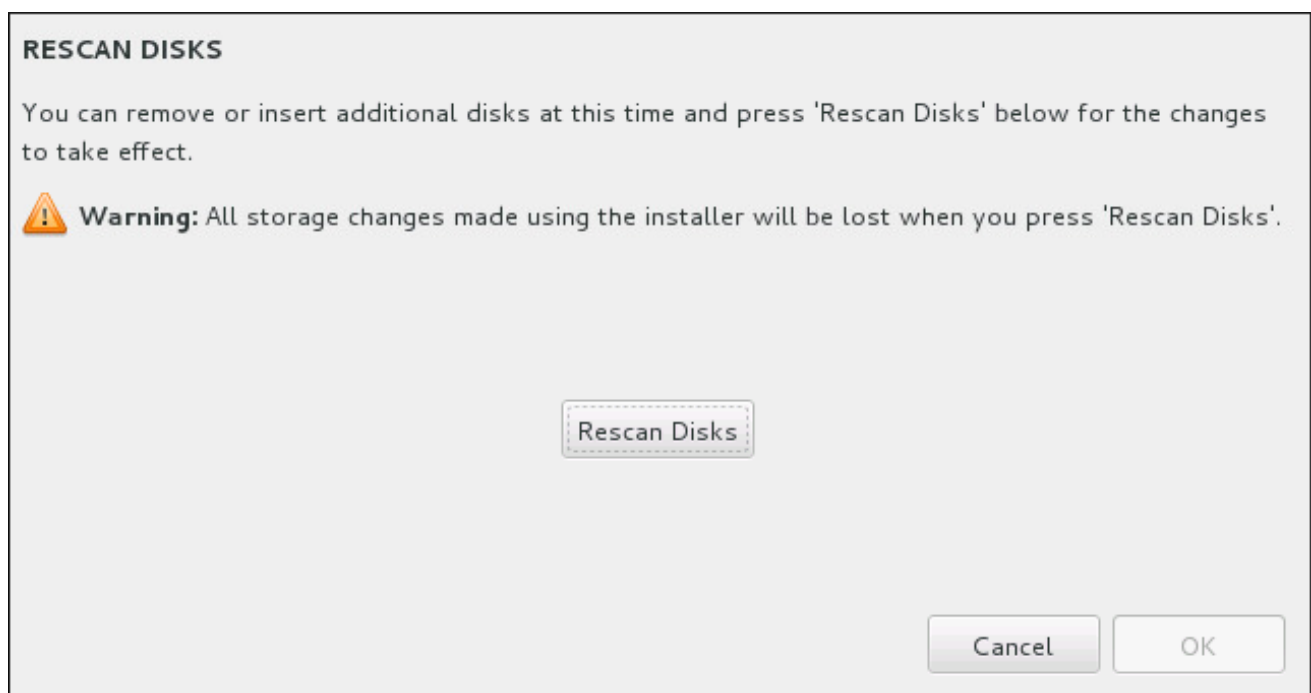 RESCAN DISKS
You can remove or insert additional disks at this time and press 'Rescan Disks' below for the changes
to take effect.
Warning: All storage changes made using the installer will be lost when you press 'Rescan Disks'.
Rescan Disks
Cancel
OK